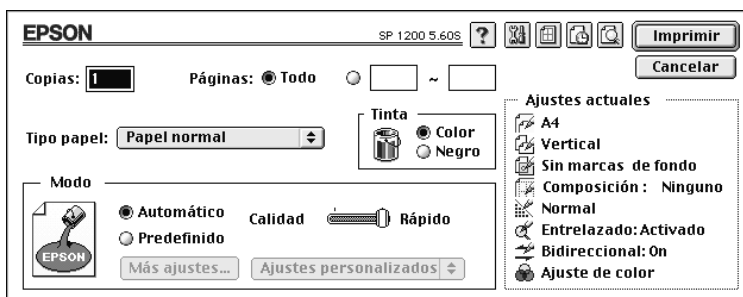 EPSON
SP 1200 5.60S
?
Imprimir
Cancelar
Copias: 1
Páginas: Todo
~
Tipo papel: Papel normal
Tinta
Color
Negro
Modo
EPSON
Automático
Predefinido
Calidad
Rápido
Más ajustes...
Ajustes personalizados
Ajustes actuales
A4
Vertical
Sin marcas de fondo
Composición : Ninguno
Normal
Entrelazado: Activado
Bidireccional: On
Ajuste de color